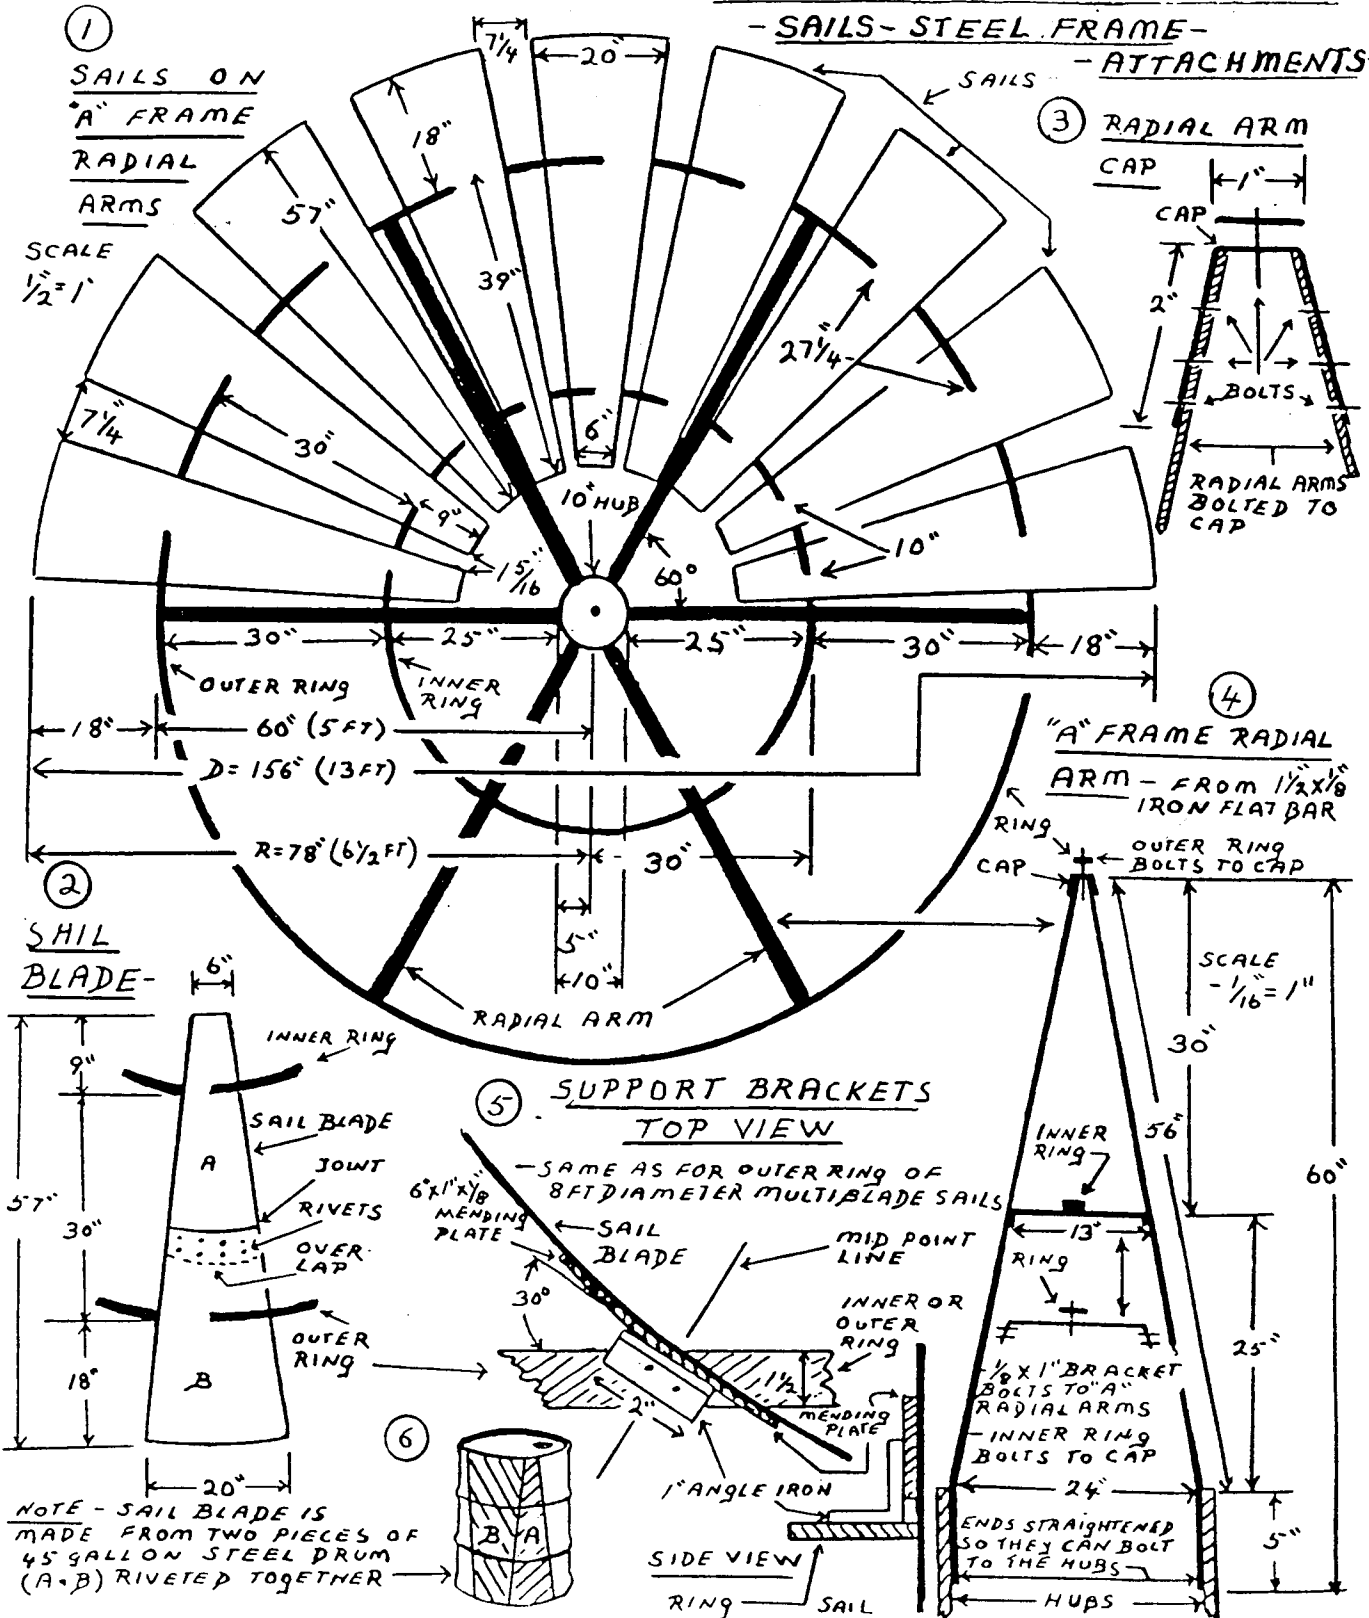 - SAILS - STEEL FRAME -
- ATTACHMENTS
①
SAILS ON
"A" FRAME
RADIAL
ARMS
SCALE
1/2" = 1'
7 1/4
20"
18"
57"
39"
SAILS
27 1/4"
7 1/4"
30"
9"
6"
10" HUB
1 5/16
60°
10"
30"
25"
25"
30"
18"
OUTER RING
INNER
RING
18"
60" (5 FT)
D = 156" (13 FT)
R = 78" (6 1/2 FT)
30"
5"
10"
RADIAL ARM
③ RADIAL ARM
CAP
1"
CAP
2"
BOLTS
RADIAL ARMS
BOLTED TO
CAP
②
SHIL
BLADE -
6"
INNER RING
9"
SAIL BLADE
A
JOINT
57"
RIVETS
30"
OVER
LAP
OUTER
RING
18"
B
20"
NOTE - SAIL BLADE IS
MADE FROM TWO PIECES OF
45 GALLON STEEL DRUM
(A+B) RIVETED TOGETHER
④
"A" FRAME RADIAL
ARM - FROM 1 1/2" X 1/8"
IRON FLAT BAR
RING
OUTER RING
BOLTS TO CAP
CAP
SCALE
- 1/16 = 1"
30"
INNER
RING
56"
60"
13"
RING
25"
- 1/8 X 1" BRACKET
BOLTS TO "A"
RADIAL ARMS
- INNER RING
BOLTS TO CAP
24"
ENDS STRAIGHTENED
SO THEY CAN BOLT
TO THE HUBS
5"
HUBS
⑤ SUPPORT BRACKETS
TOP VIEW
- SAME AS FOR OUTER RING OF
8 FT DIAMETER MULTIBLADE SAILS
6" x 1" x 1/8
MENDING
PLATE
SAIL
BLADE
MID POINT
LINE
30°
INNER OR
OUTER
RING
1 1/2
2"
MENDING
PLATE
1" ANGLE IRON
SIDE VIEW
RING
SAIL
⑥
B A